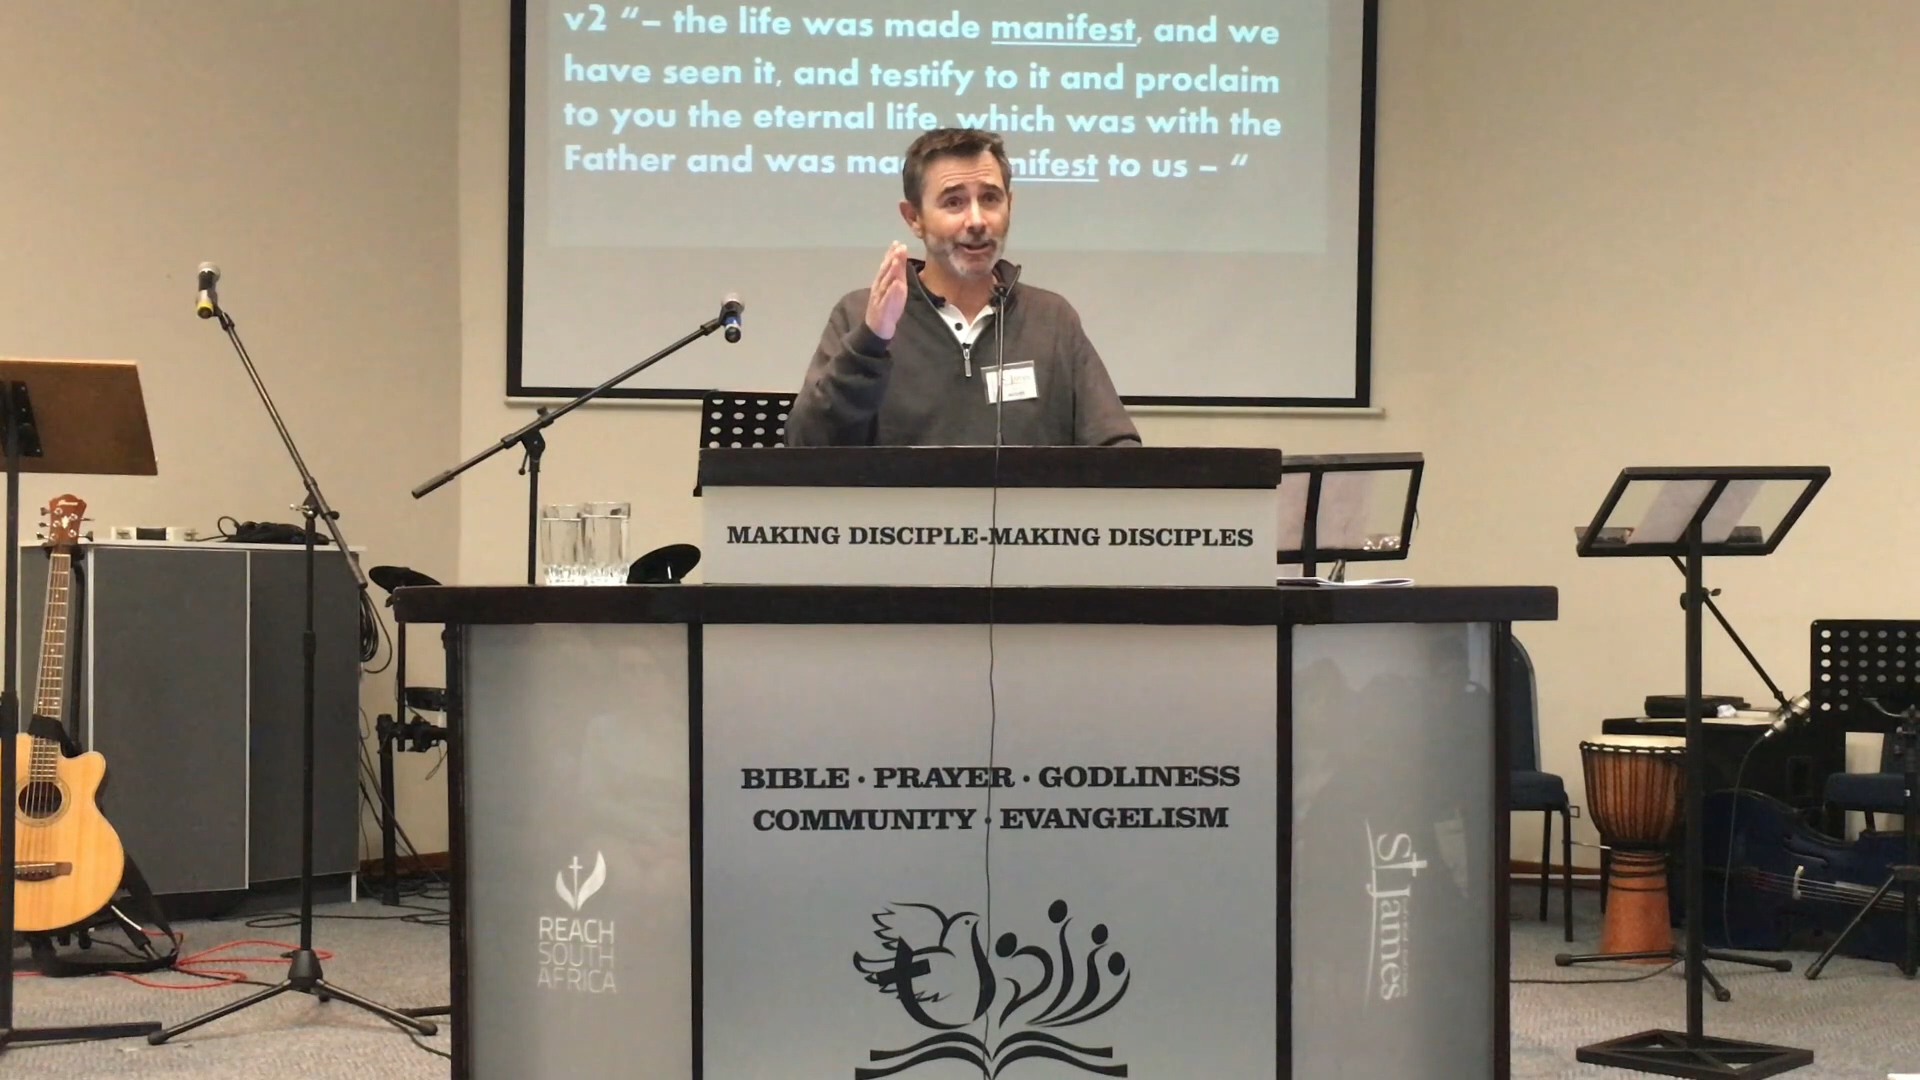 v2 “– the life was made manifest, and we
have seen it, and testify to it and proclaim
to you the eternal life, which was with the
Father and was ma nifest to us – “
MAKING DISCIPLE-MAKING DISCIPLES
BIBLE · PRAYER · GODLINESS
COMMUNITY · EVANGELISM
REACH
SOUTH
AFRICA
St James